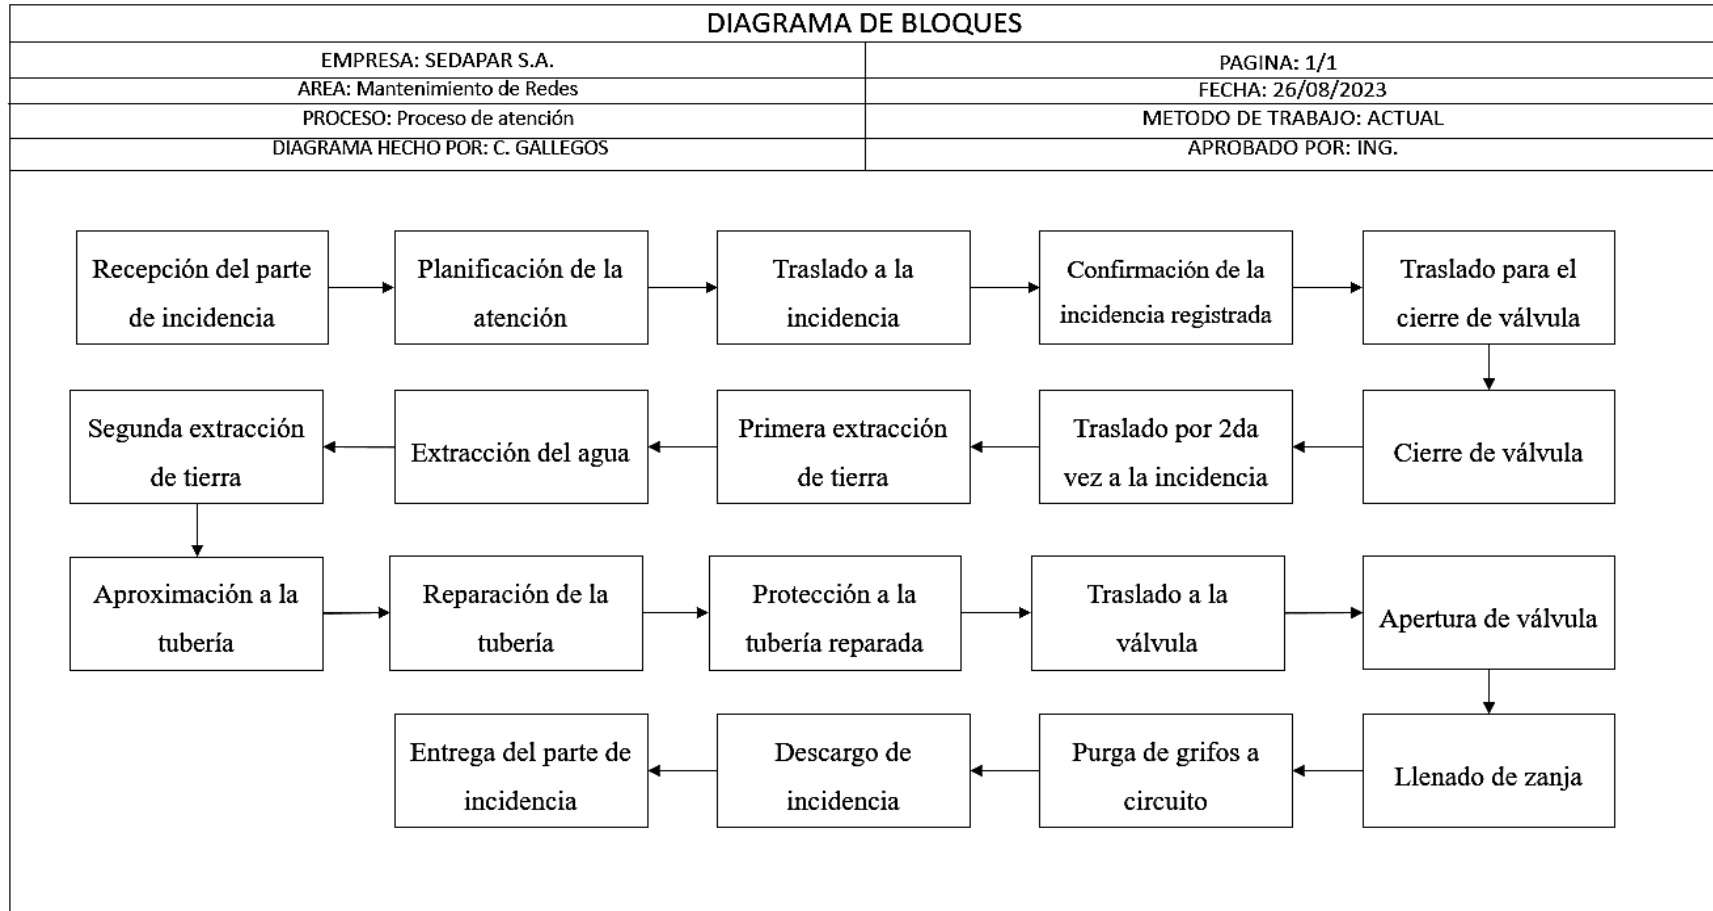 DIAGRAMA DE BLOQUES
EMPRESA: SEDAPAR S.A.
PAGINA: 1/1
AREA: Mantenimiento de Redes
FECHA: 26/08/2023
PROCESO: Proceso de atención
METODO DE TRABAJO: ACTUAL
DIAGRAMA HECHO POR: C. GALLEGOS
APROBADO POR: ING.
Recepción del parte
de incidencia
Planificación de la
atención
Traslado a la
incidencia
Confirmación de la
incidencia registrada
Traslado para el
cierre de válvula
Cierre de válvula
Traslado por 2da
vez a la incidencia
Primera extracción
de tierra
Extracción del agua
Segunda extracción
de tierra
Aproximación a la
tubería
Reparación de la
tubería
Protección a la
tubería reparada
Traslado a la
válvula
Apertura de válvula
Llenado de zanja
Purga de grifos a
circuito
Descargo de
incidencia
Entrega del parte de
incidencia